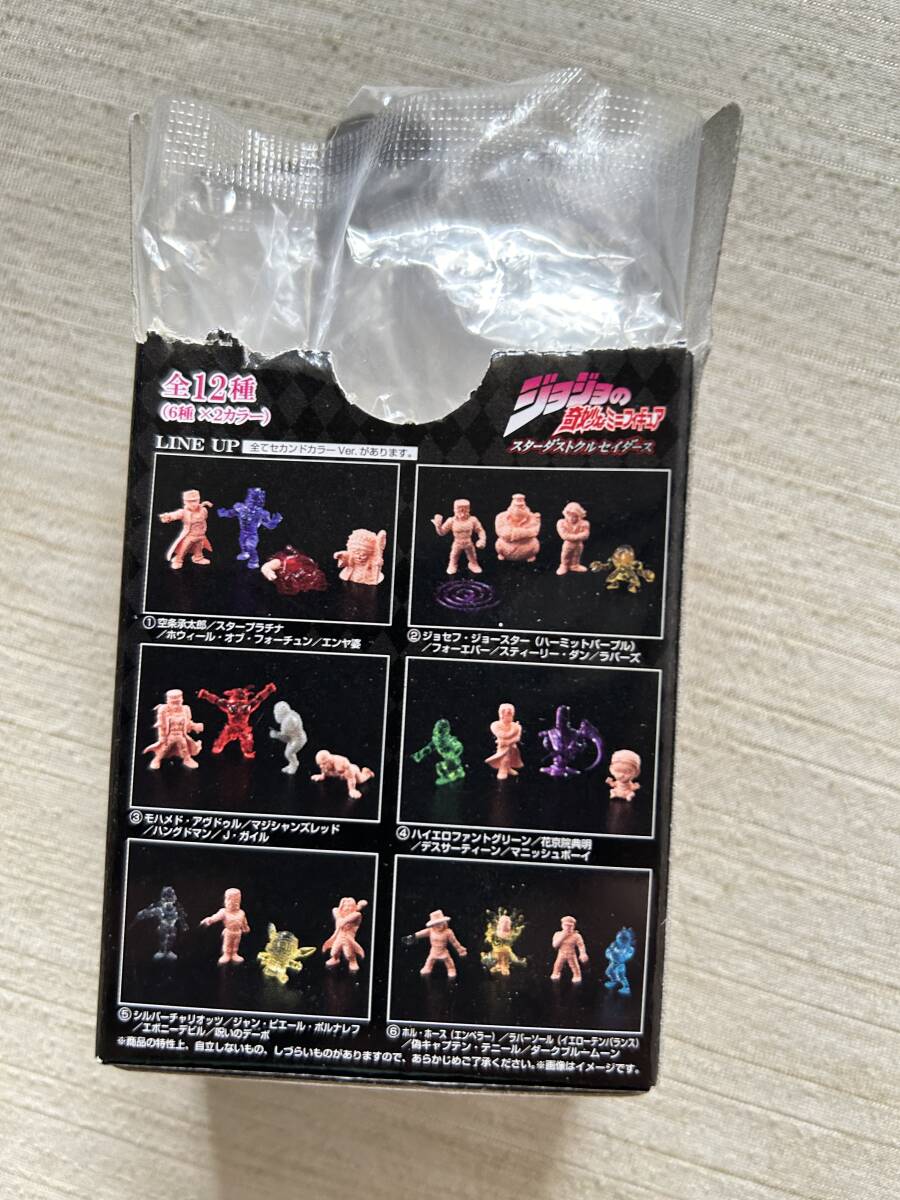 全12種
(6種×2カラー)
ジョジョの
奇妙なミニフィギュア
スターダストクルセイダース
LINE UP 全てセカンドカラーVer.があります。
①空条承太郎/スタープラチナ
/ホウィール・オブ・フォーチュン/エンヤ婆
②ジョセフ・ジョースター(ハーミットパープル)
/フォーエバー/スティーリー・ダン/ラバーズ
③モハメド・アヴドゥル/マジシャンズレッド
/ハングドマン/J・ガイル
④ハイエロファントグリーン/花京院典明
/デスサーティーン/マニッシュボーイ
⑤シルバーチャリオッツ/ジャン・ピエール・ポルナレフ
/エボニーデビル/呪いのデーボ
⑥ホル・ホース(エンペラー)/ラバーソール(イエローテンパランス)
/偽キャプテン・テニール/ダークブルームーン
※商品の特性上、自立しないもの、しづらいものがありますので、あらかじめご了承ください。※画像はイメージです。